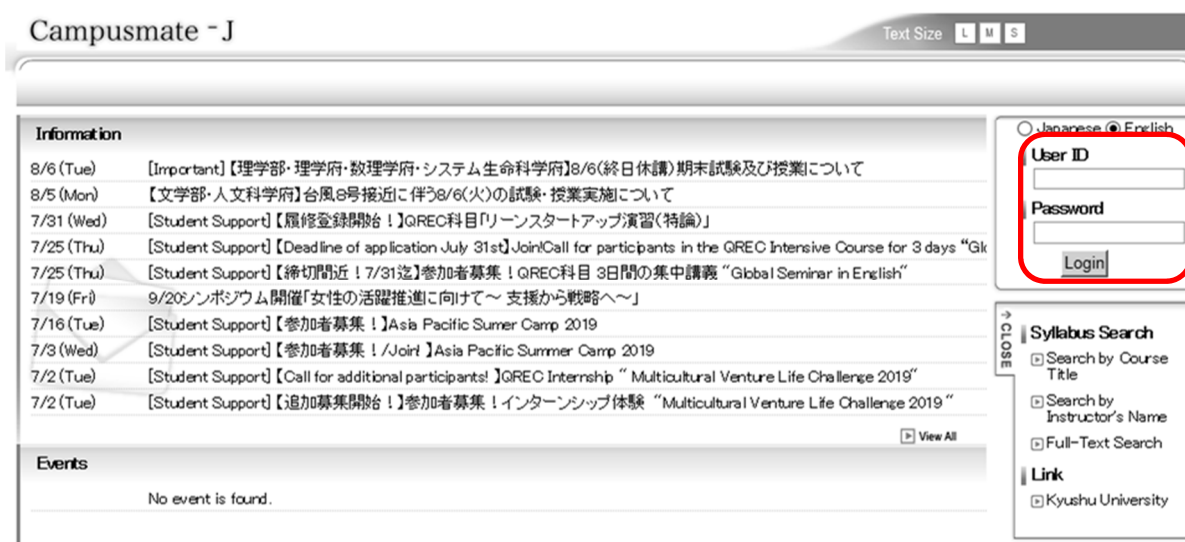 Campusmate - J
Text Size L M S
Information
8/6 (Tue) [Important]【理学部・理学府・数理学府・システム生命科学府】8/6(終日休講)期末試験及び授業について
8/5 (Mon) 【文学部・人文科学府】台風8号接近に伴う8/6(火)の試験・授業実施について
7/31 (Wed) [Student Support]【履修登録開始！】QREC科目「リーンスタートアップ演習(特論)」
7/25 (Thu) [Student Support]【Deadline of application July 31st】Join!Call for participants in the QREC Intensive Course for 3 days "Glo
7/25 (Thu) [Student Support]【締切間近！7/31迄】参加者募集！QREC科目 3日間の集中講義 "Global Seminar in English"
7/19 (Fri) 9/20シンポジウム開催「女性の活躍推進に向けて～ 支援から戦略へ～」
7/16 (Tue) [Student Support]【参加者募集！】Asia Pacific Sumer Camp 2019
7/3 (Wed) [Student Support]【参加者募集！/Join! 】Asia Pacific Summer Camp 2019
7/2 (Tue) [Student Support]【Call for additional participants! 】QREC Internship " Multicultural Venture Life Challenge 2019"
7/2 (Tue) [Student Support]【追加募集開始！】参加者募集！インターンシップ体験 "Multicultural Venture Life Challenge 2019 "
View All
Events
No event is found.
Japanese English
User ID
Password
Login
CLOSE
Syllabus Search
Search by Course
Title
Search by
Instructor's Name
Full-Text Search
Link
Kyushu University